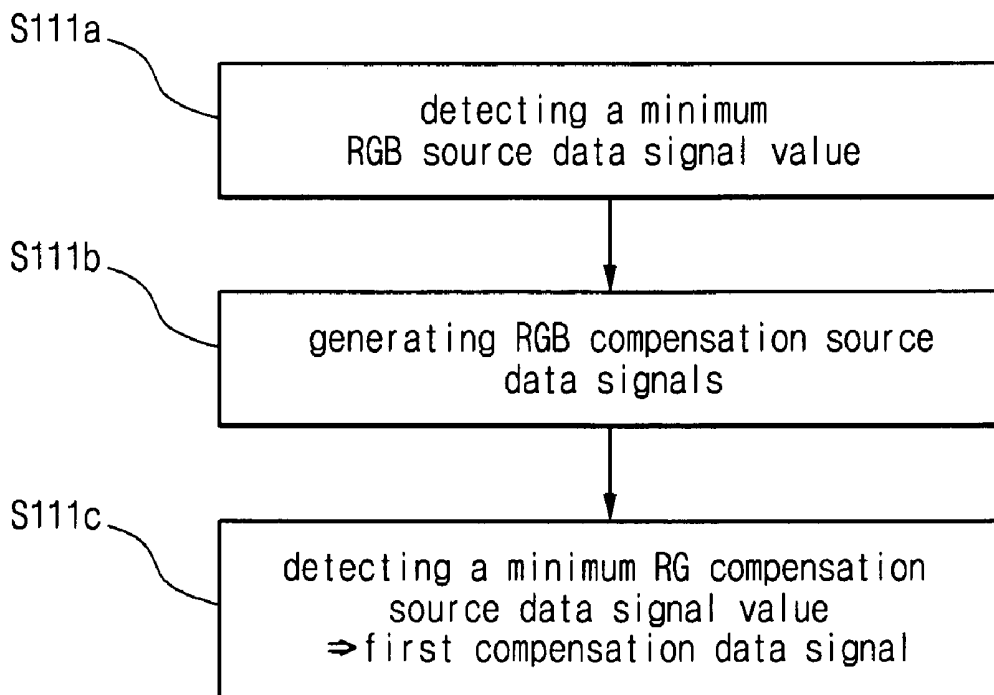 S111a
detecting a minimum
RGB source data signal value
S111b
generating RGB compensation source
data signals
S111c
detecting a minimum RG compensation
source data signal value
⇒first compensation data signal